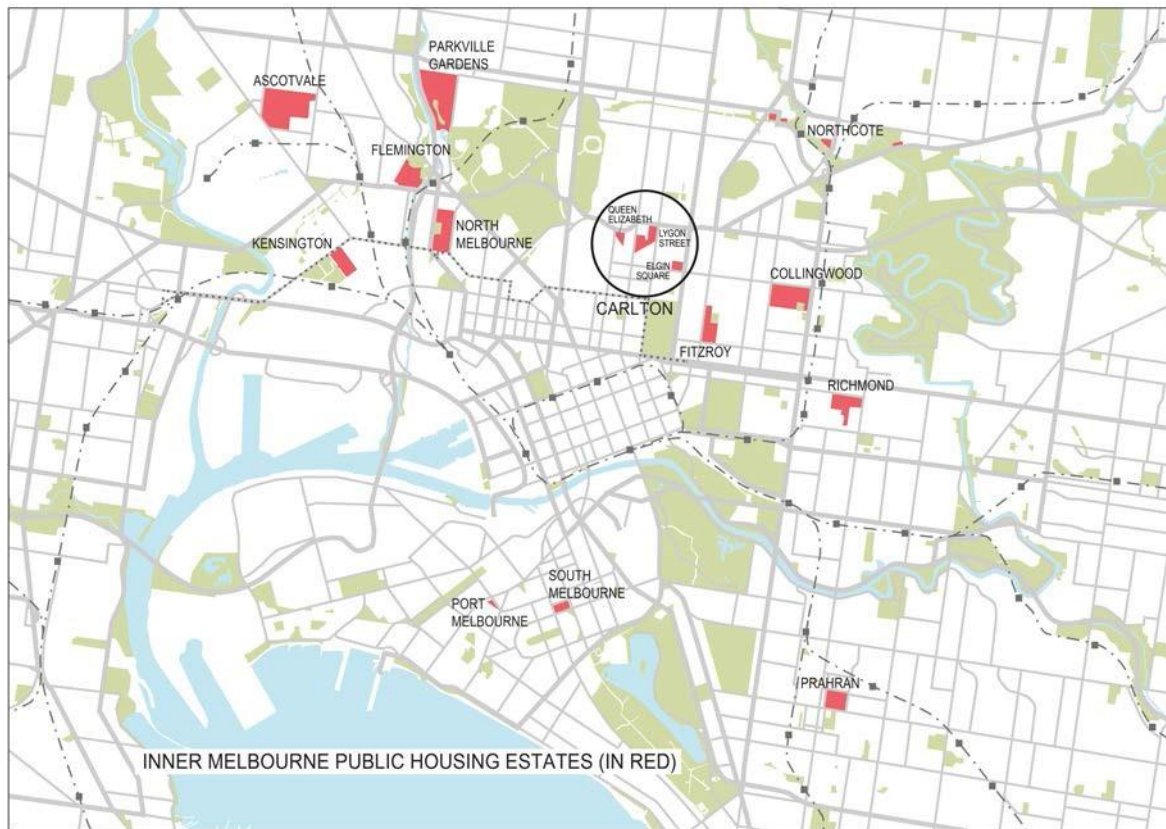 PARKVILLE
GARDENS
ASCOTVALE
NORTHCOTE
FLEMINGTON
QUEEN
ELIZABETH
NORTH
MELBOURNE
LYGON
STREET
KENSINGTON
ELGIN
SQUARE
COLLINGWOOD
CARLTON
FITZROY
RICHMOND
SOUTH
MELBOURNE
PORT
MELBOURNE
PRAHRAN
INNER MELBOURNE PUBLIC HOUSING ESTATES (IN RED)